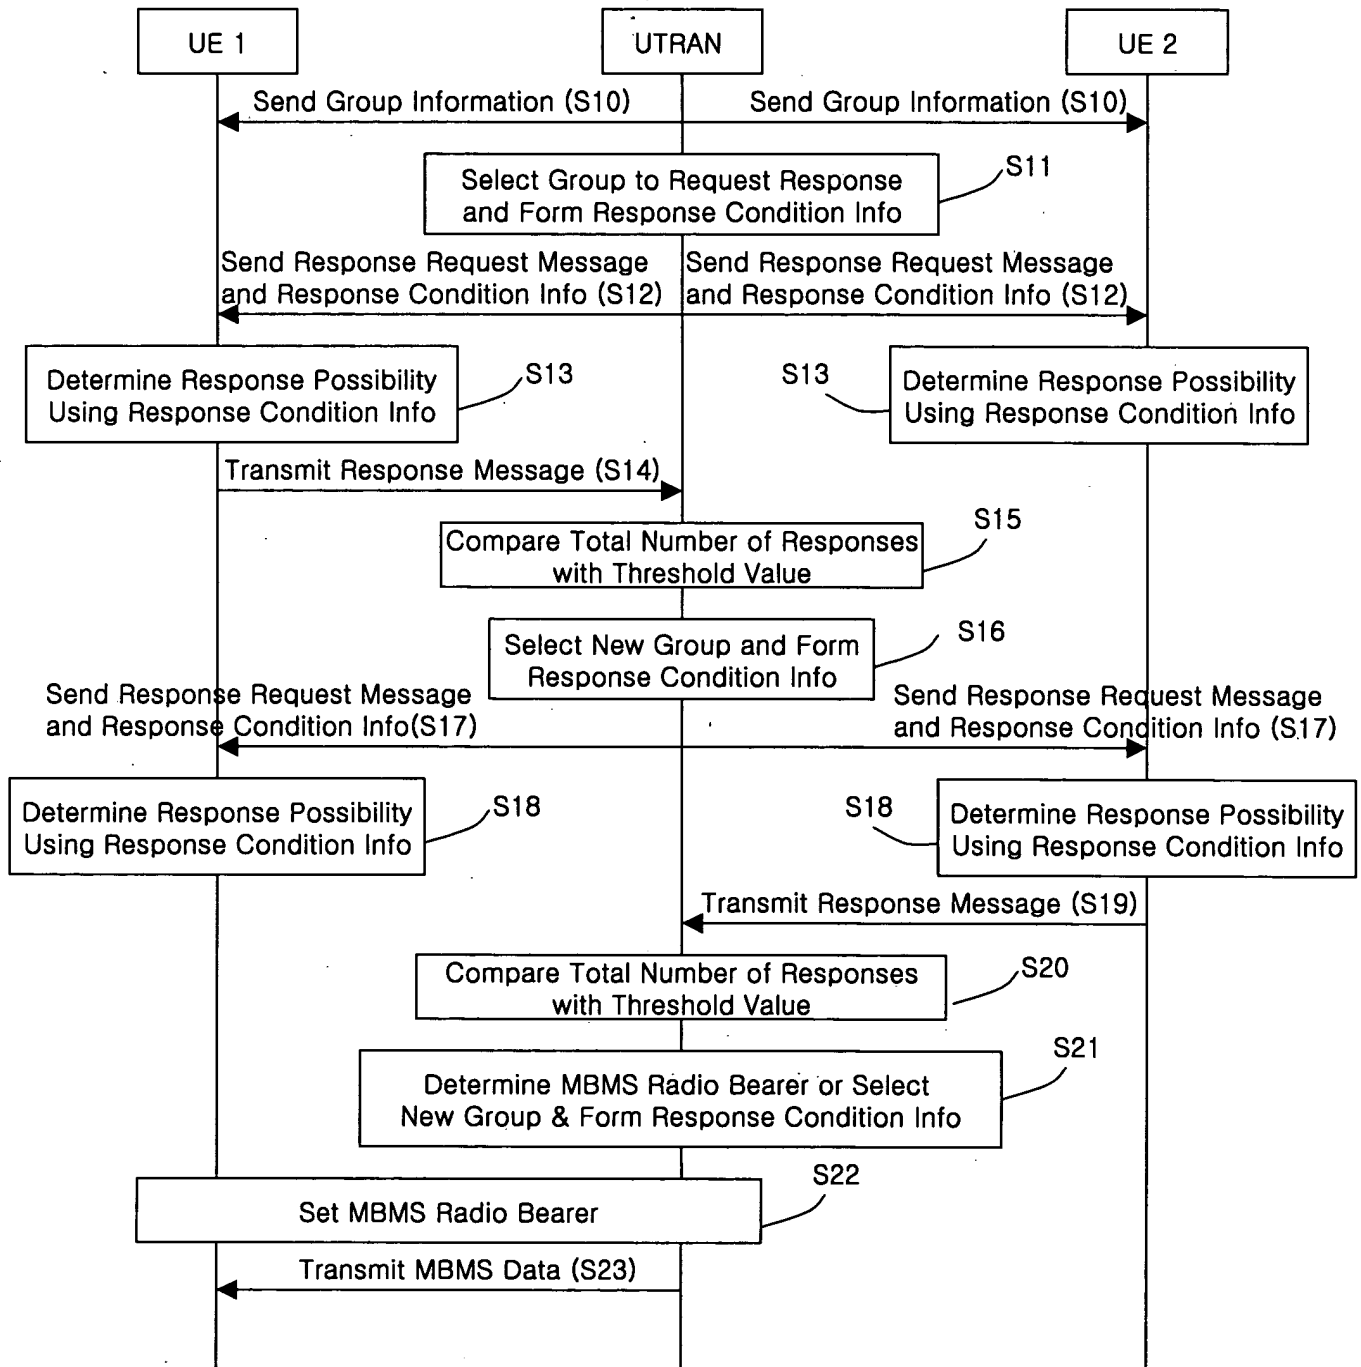 UE 1
UTRAN
UE 2
Send Group Information (S10)
Send Group Information (S10)
Select Group to Request Response
and Form Response Condition Info
S11
Send Response Request Message
and Response Condition Info (S12)
Send Response Request Message
and Response Condition Info (S12)
Determine Response Possibility
Using Response Condition Info
S13
S13
Determine Response Possibility
Using Response Condition Info
Transmit Response Message (S14)
S15
Compare Total Number of Responses
with Threshold Value
Select New Group and Form
Response Condition Info
S16
Send Response Request Message
and Response Condition Info(S17)
Send Response Request Message
and Response Condition Info (S17)
Determine Response Possibility
Using Response Condition Info
S18
S18
Determine Response Possibility
Using Response Condition Info
Transmit Response Message (S19)
Compare Total Number of Responses
with Threshold Value
S20
S21
Determine MBMS Radio Bearer or Select
New Group & Form Response Condition Info
S22
Set MBMS Radio Bearer
Transmit MBMS Data (S23)